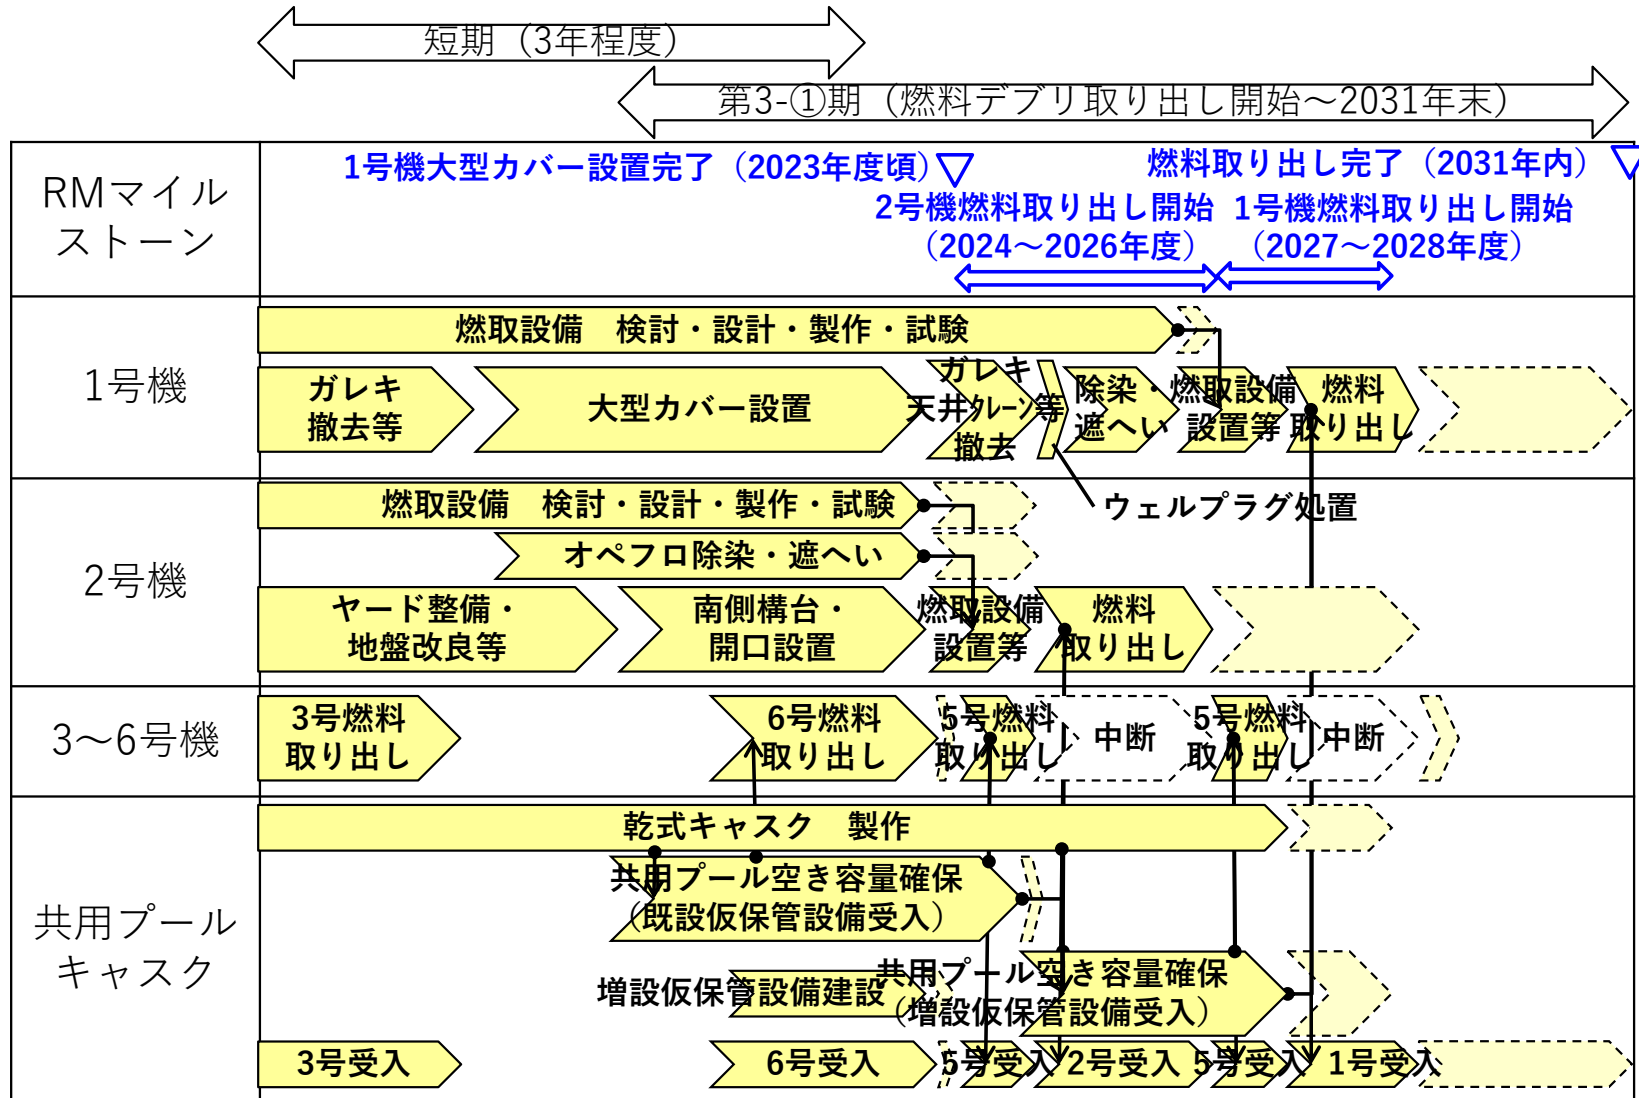 短期（3年程度）
第3-①期（燃料デブリ取り出し開始～2031年末）
RMマイル
ストーン
1号機大型カバー設置完了（2023年度頃）
燃料取り出し完了（2031年内）
2号機燃料取り出し開始
（2024～2026年度）
1号機燃料取り出し開始
（2027～2028年度）
1号機
燃取設備　検討・設計・製作・試験
ガレキ
撤去等
大型カバー設置
ガレキ
天井クレーン等
撤去
除染・
遮へい
燃取設備
設置等
燃料
取り出し
ウェルプラグ処置
2号機
燃取設備　検討・設計・製作・試験
オペフロ除染・遮へい
ヤード整備・
地盤改良等
南側構台・
開口設置
燃取設備
設置等
燃料
取り出し
3～6号機
3号燃料
取り出し
6号燃料
取り出し
5号燃料
取り出し
中断
5号燃料
取り出し
中断
共用プール
キャスク
乾式キャスク　製作
共用プール空き容量確保
（既設仮保管設備受入）
増設仮保管設備建設
共用プール空き容量確保
（増設仮保管設備受入）
3号受入
6号受入
5号受入
2号受入
5号受入
1号受入